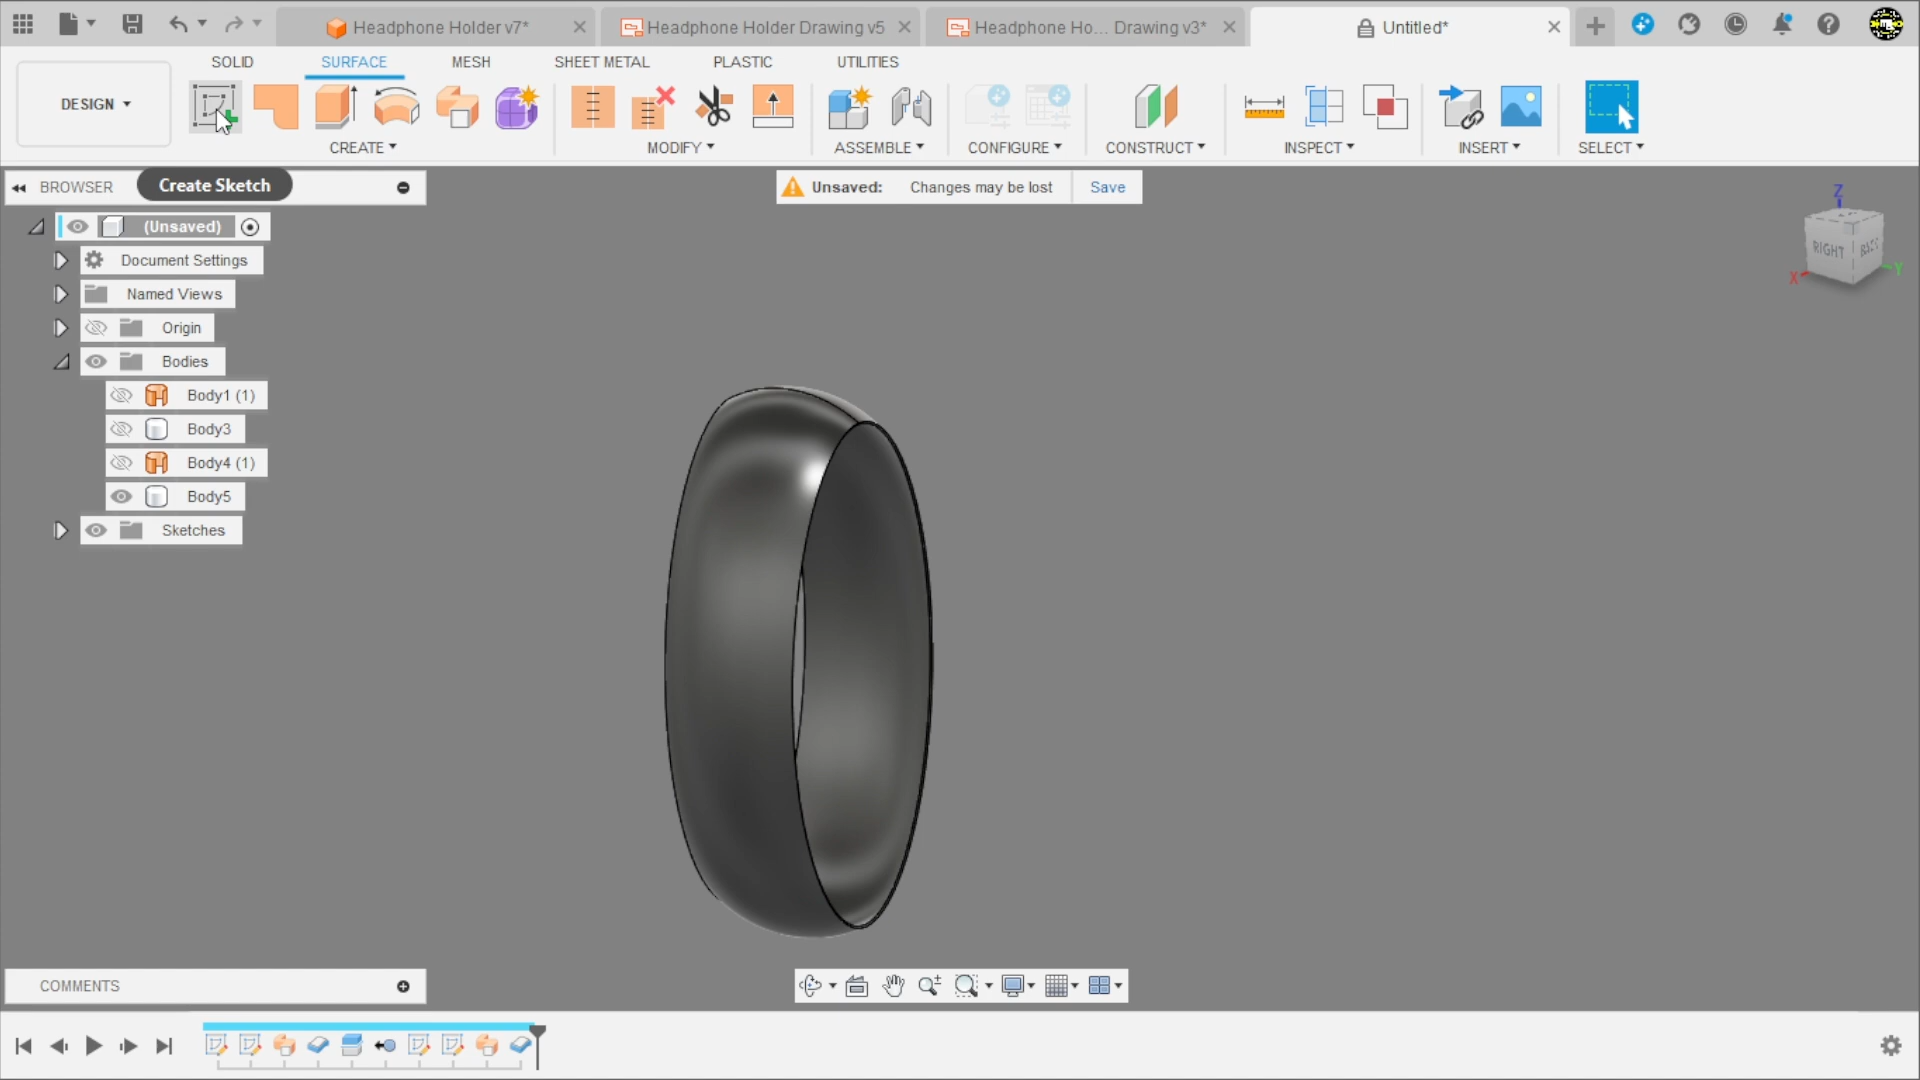 Headphone Holder v7*
Headphone Holder Drawing v5
Headphone Ho... Drawing v3*
Untitled*
SOLID
SURFACE
MESH
SHEET METAL
PLASTIC
UTILITIES
DESIGN
CREATE
MODIFY
ASSEMBLE
CONFIGURE
CONSTRUCT
INSPECT
INSERT
SELECT
BROWSER
Create Sketch
Unsaved: Changes may be lost Save
(Unsaved)
Document Settings
Named Views
Origin
Bodies
Body1 (1)
Body3
Body4 (1)
Body5
Sketches
Z
RIGHT
BACK
X
Y
COMMENTS